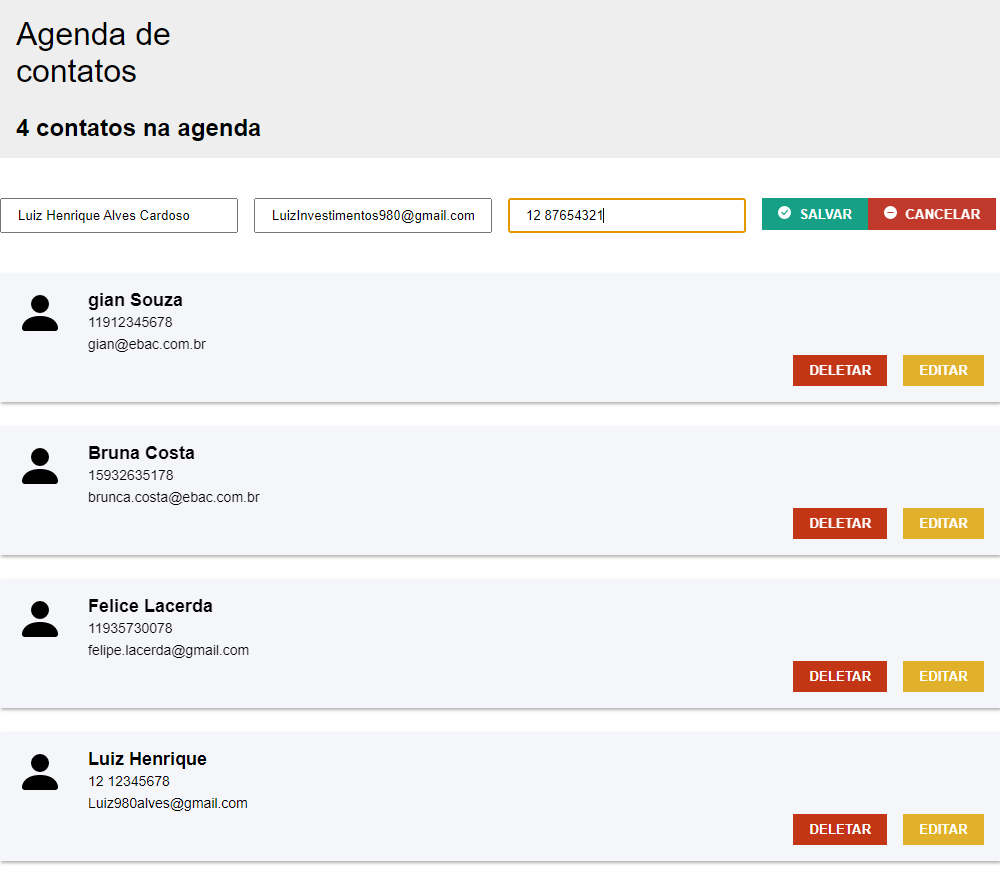 Agenda de
contatos
4 contatos na agenda
Luiz Henrique Alves Cardoso LuizInvestimentos980@gmail.com 12 87654321 SALVAR CANCELAR
gian Souza
11912345678
gian@ebac.com.br
DELETAR EDITAR
Bruna Costa
15932635178
brunca.costa@ebac.com.br
DELETAR EDITAR
Felice Lacerda
11935730078
felipe.lacerda@gmail.com
DELETAR EDITAR
Luiz Henrique
12 12345678
Luiz980alves@gmail.com
DELETAR EDITAR